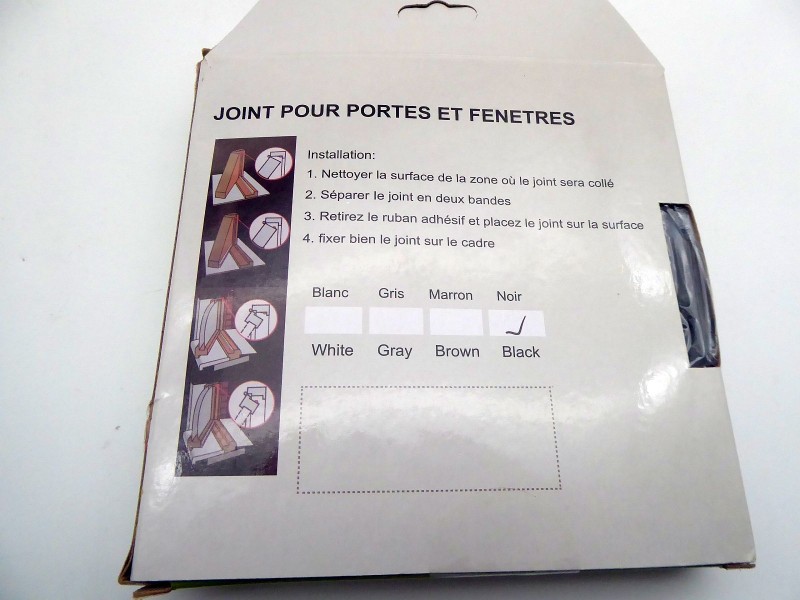 JOINT POUR PORTES ET FENETRES
Installation:
1. Nettoyer la surface de la zone où le joint sera collé
2. Séparer le joint en deux bandes
3. Retirez le ruban adhésif et placez le joint sur la surface
4. fixer bien le joint sur le cadre
Blanc Gris Marron Noir
White Gray Brown Black